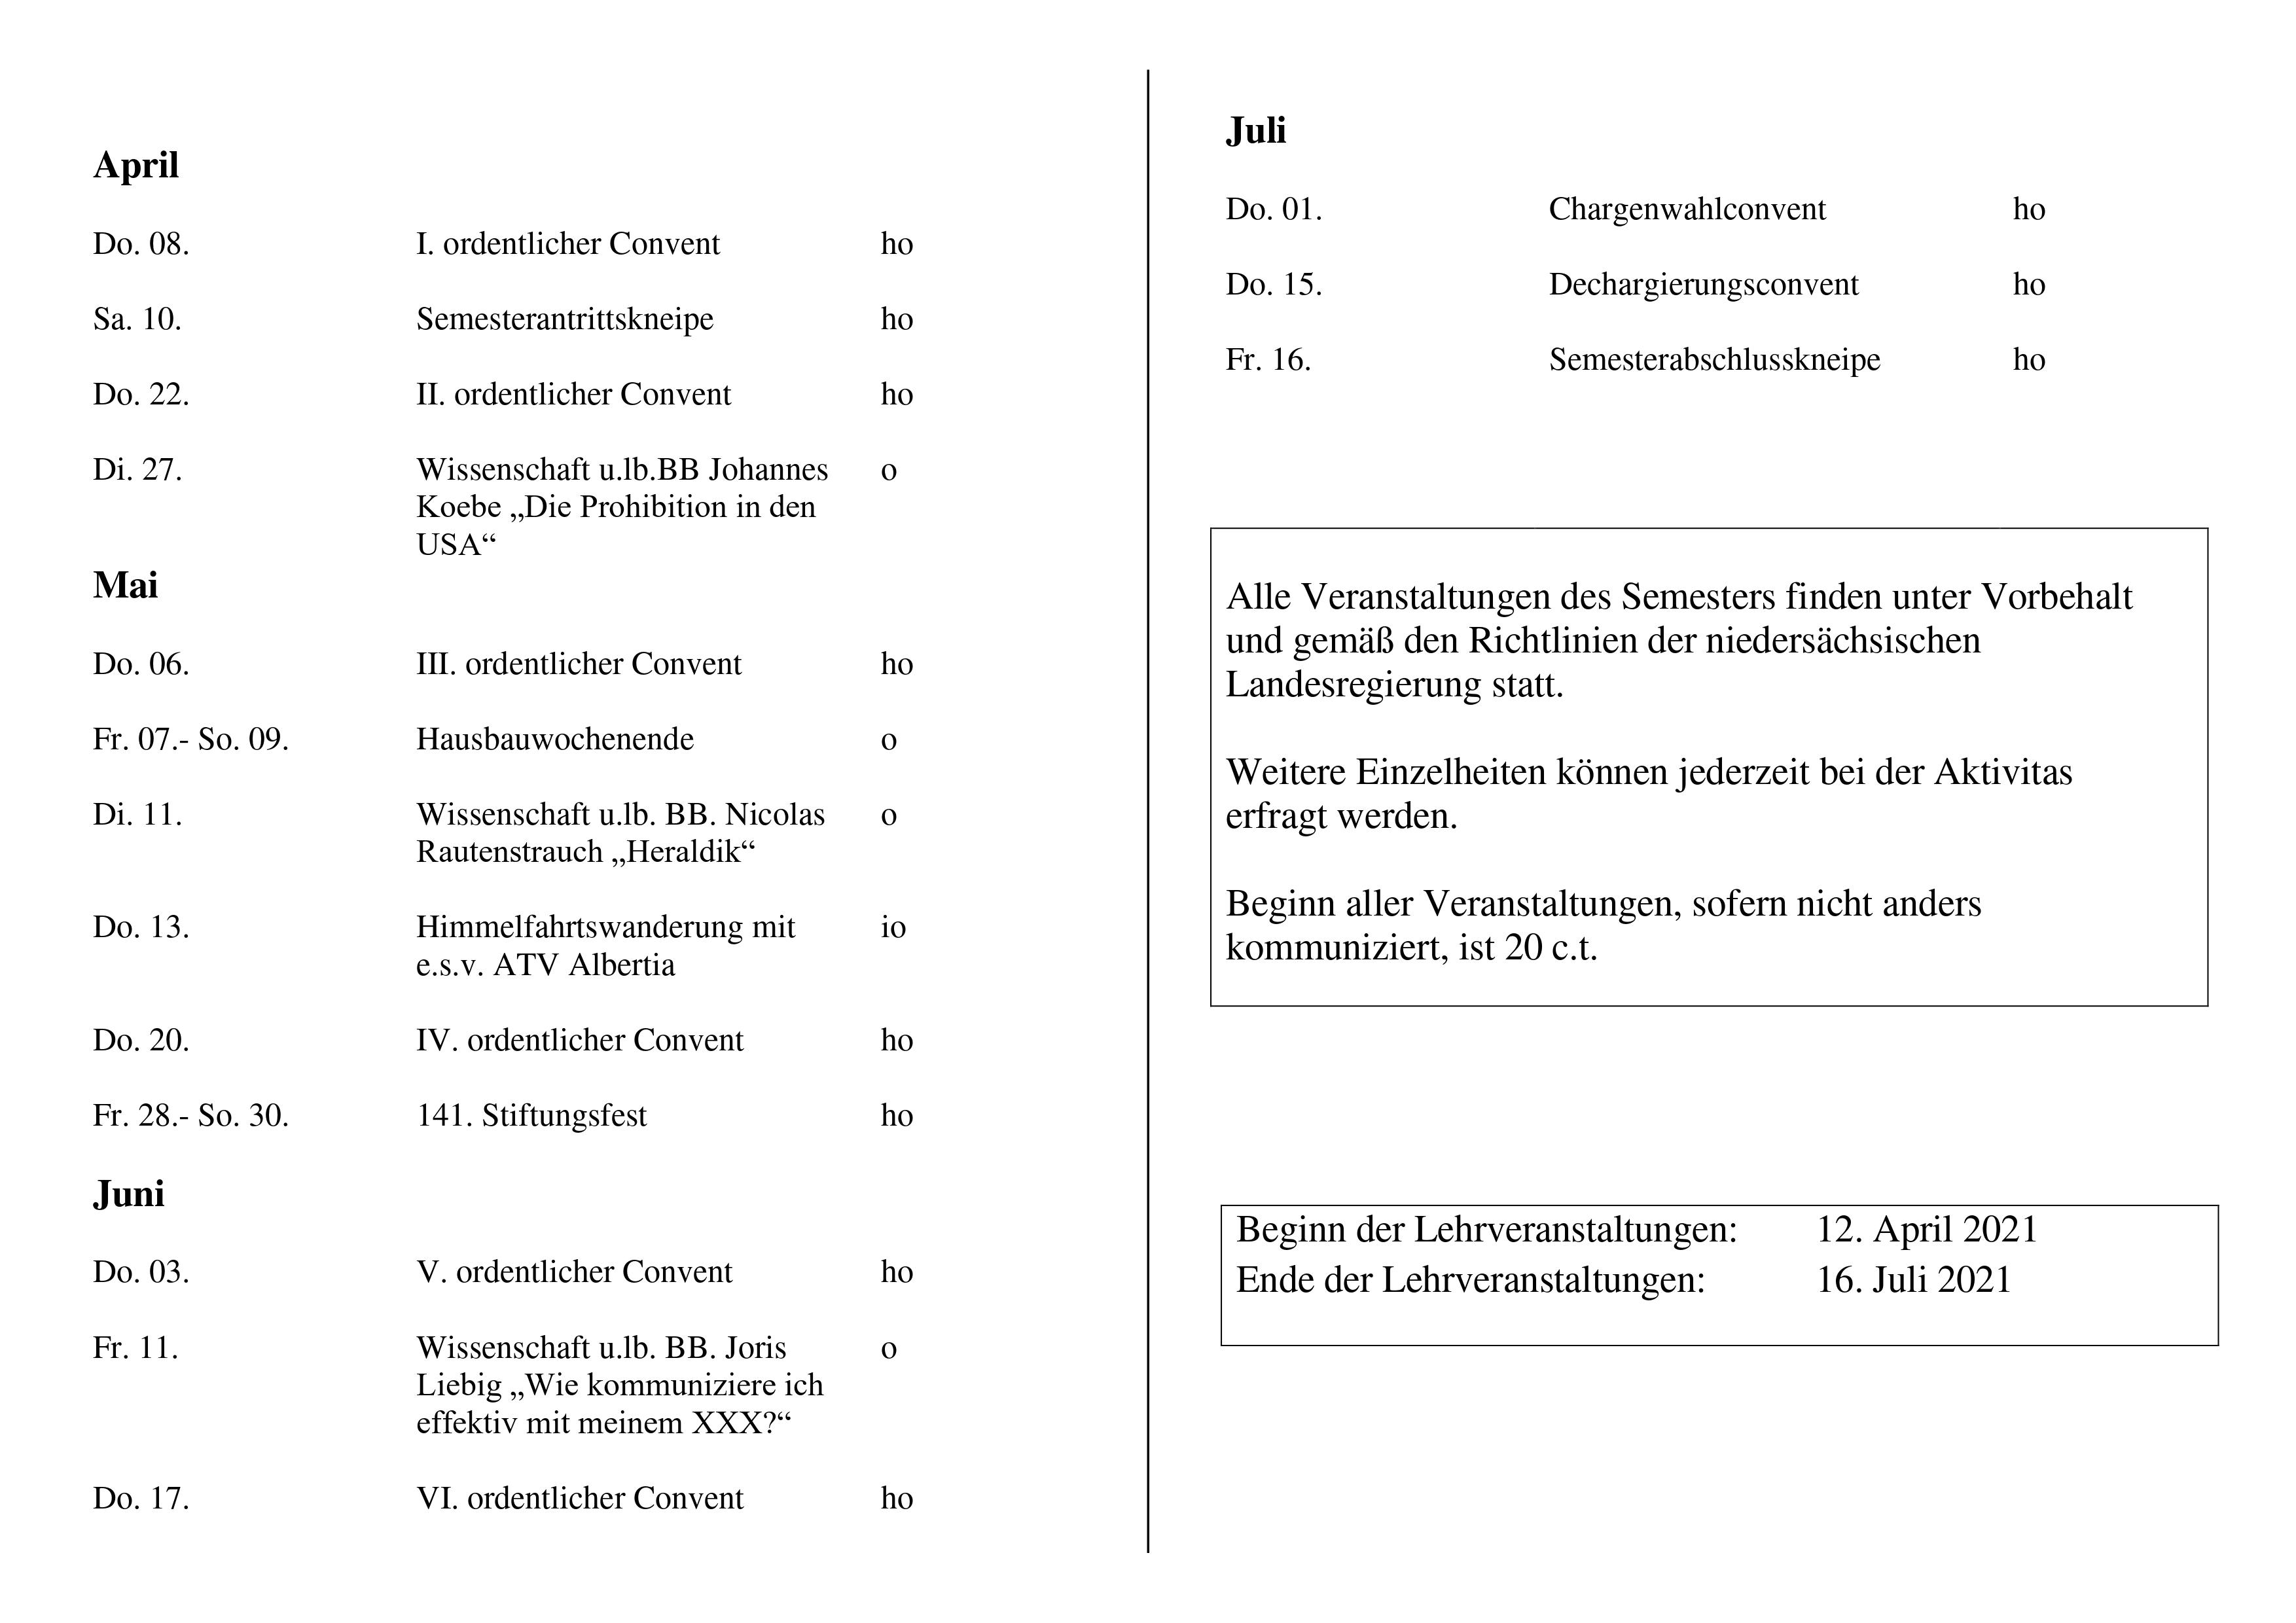 April
Do. 08. I. ordentlicher Convent ho
Sa. 10. Semesterantrittskneipe ho
Do. 22. II. ordentlicher Convent ho
Di. 27. Wissenschaft u.lb.BB Johannes o
Koebe „Die Prohibition in den
USA“
Mai
Do. 06. III. ordentlicher Convent ho
Fr. 07.- So. 09. Hausbauwochenende o
Di. 11. Wissenschaft u.lb. BB. Nicolas o
Rautenstrauch „Heraldik“
Do. 13. Himmelfahrtswanderung mit io
e.s.v. ATV Albertia
Do. 20. IV. ordentlicher Convent ho
Fr. 28.- So. 30. 141. Stiftungsfest ho
Juni
Do. 03. V. ordentlicher Convent ho
Fr. 11. Wissenschaft u.lb. BB. Joris o
Liebig „Wie kommuniziere ich
effektiv mit meinem XXX?“
Do. 17. VI. ordentlicher Convent ho
Juli
Do. 01. Chargenwahlconvent ho
Do. 15. Dechargierungsconvent ho
Fr. 16. Semesterabschlusskneipe ho
Alle Veranstaltungen des Semesters finden unter Vorbehalt
und gemäß den Richtlinien der niedersächsischen
Landesregierung statt.
Weitere Einzelheiten können jederzeit bei der Aktivitas
erfragt werden.
Beginn aller Veranstaltungen, sofern nicht anders
kommuniziert, ist 20 c.t.
Beginn der Lehrveranstaltungen: 12. April 2021
Ende der Lehrveranstaltungen: 16. Juli 2021